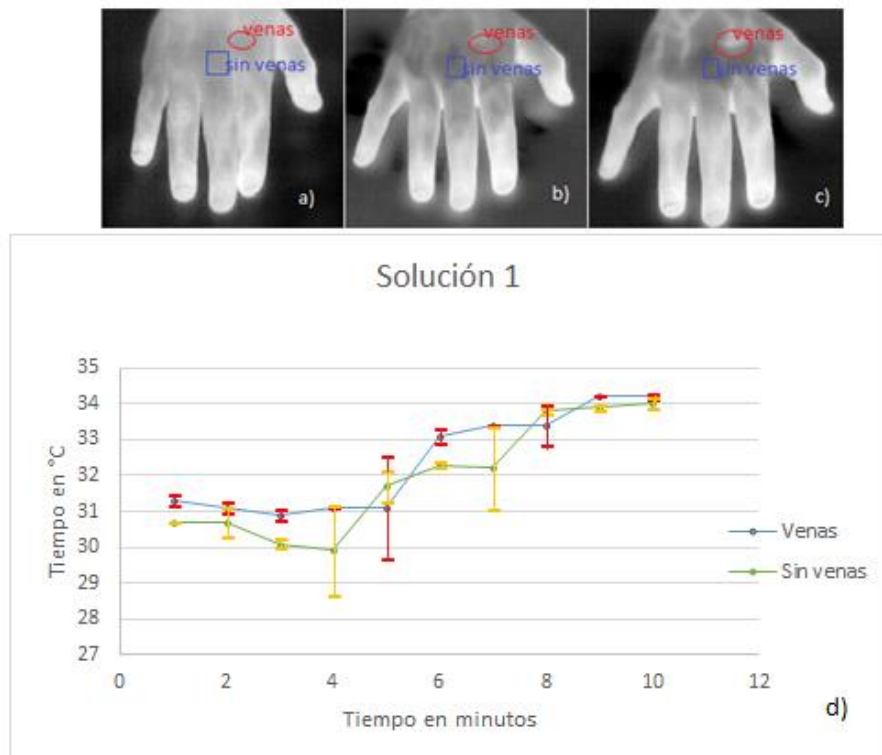 venas
sin venas
a)
venas
sin venas
b)
venas
sin venas
c)
Solución 1
Tiempo en °C
35
34
33
32
31
30
29
28
27
0
2
4
6
8
10
12
Tiempo en minutos
Venas
Sin venas
d)